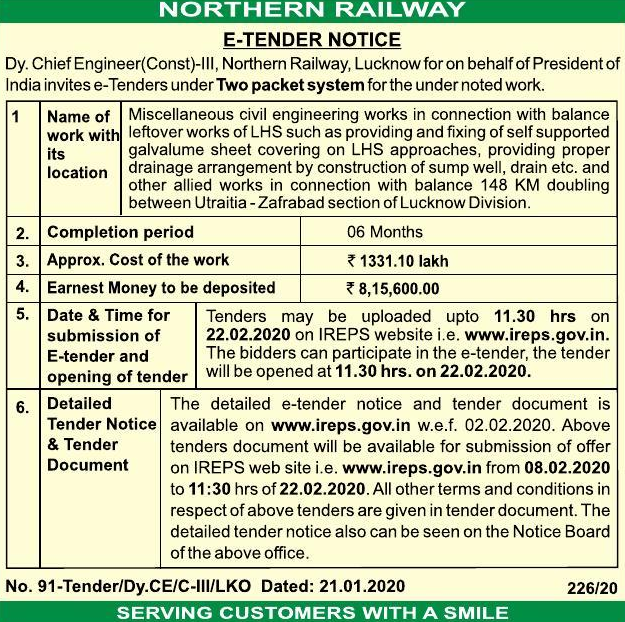 NORTHERN RAILWAY
E-TENDER NOTICE
Dy. Chief Engineer(Const)-III, Northern Railway, Lucknow for on behalf of President of
India invites e-Tenders under Two packet system for the under noted work.
1 Name of work with its location
Miscellaneous civil engineering works in connection with balance
leftover works of LHS such as providing and fixing of self supported
galvalume sheet covering on LHS approaches, providing proper
drainage arrangement by construction of sump well, drain etc. and
other allied works in connection with balance 148 KM doubling
between Utraitia - Zafrabad section of Lucknow Division.
2. Completion period 06 Months
3. Approx. Cost of the work ₹ 1331.10 lakh
4. Earnest Money to be deposited ₹ 8,15,600.00
5. Date & Time for
submission of
E-tender and
opening of tender
Tenders may be uploaded upto 11.30 hrs on
22.02.2020 on IREPS website i.e. www.ireps.gov.in.
The bidders can participate in the e-tender, the tender
will be opened at 11.30 hrs. on 22.02.2020.
6. Detailed
Tender Notice
& Tender
Document
The detailed e-tender notice and tender document is
available on www.ireps.gov.in w.e.f. 02.02.2020. Above
tenders document will be available for submission of offer
on IREPS web site i.e. www.ireps.gov.in from 08.02.2020
to 11:30 hrs of 22.02.2020. All other terms and conditions in
respect of above tenders are given in tender document. The
detailed tender notice also can be seen on the Notice Board
of the above office.
No. 91-Tender/Dy.CE/C-III/LKO Dated: 21.01.2020 226/20
SERVING CUSTOMERS WITH A SMILE